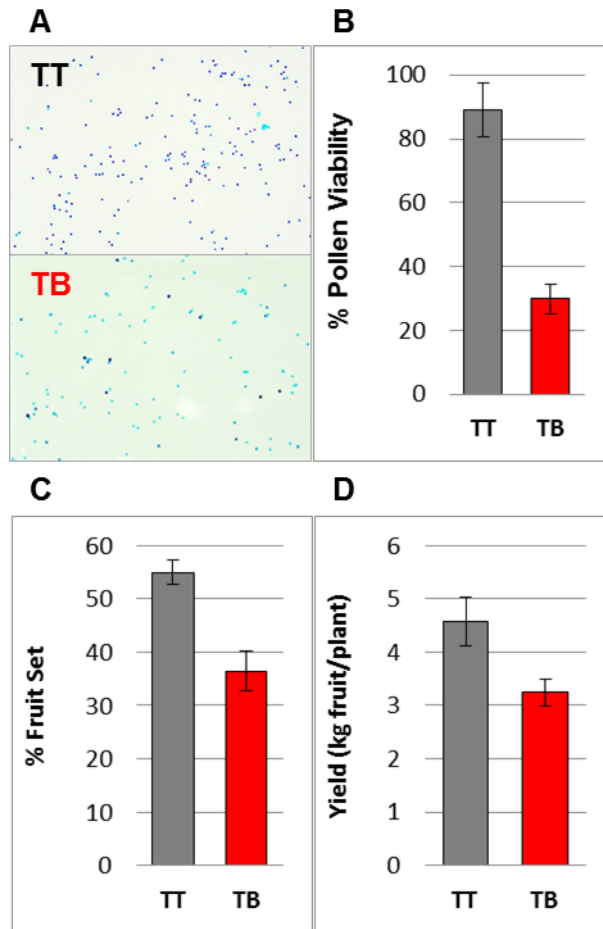 A
TT
TB
B
% Pollen Viability
100
80
60
40
20
0
TT
TB
C
% Fruit Set
60
50
40
30
20
10
0
TT
TB
D
Yield (kg fruit/plant)
6
5
4
3
2
1
0
TT
TB